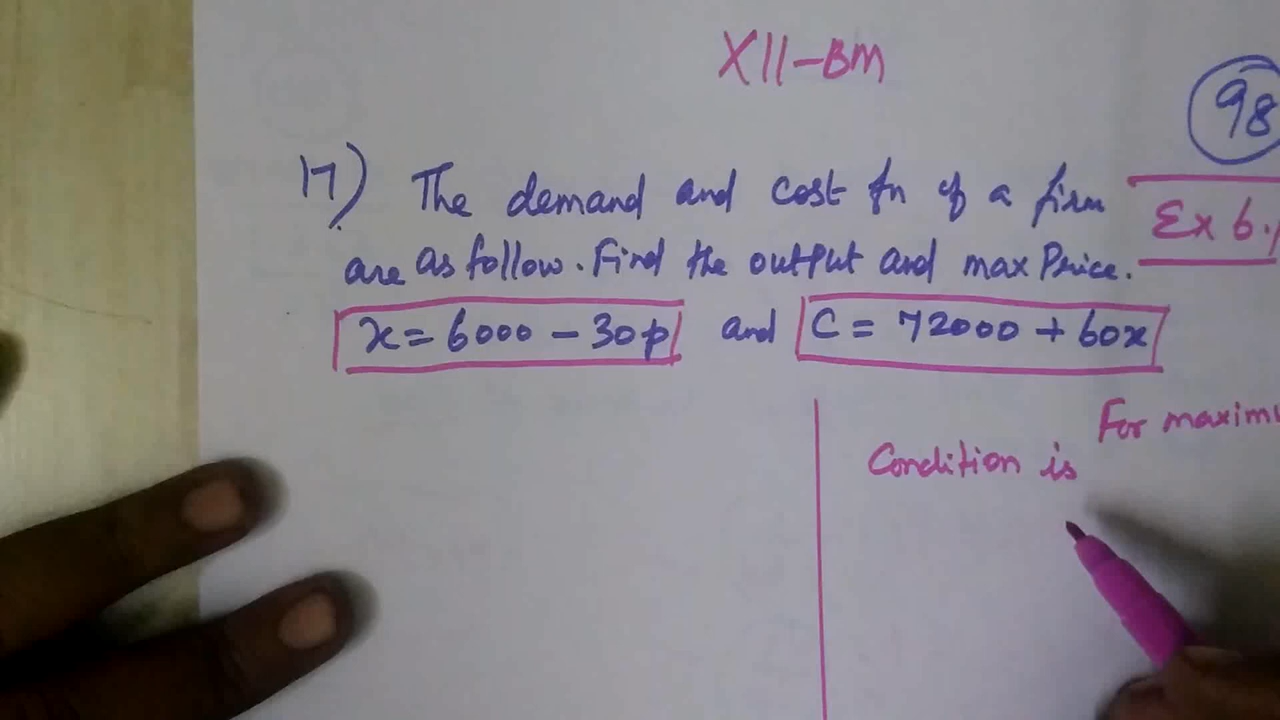 XII-BM
98
17) The demand and cost fn of a firm
Ex 6.
are as follow. Find the output and max Price.
x = 6000 - 30p and C = 72000 + 60x
For maxim
Condition is